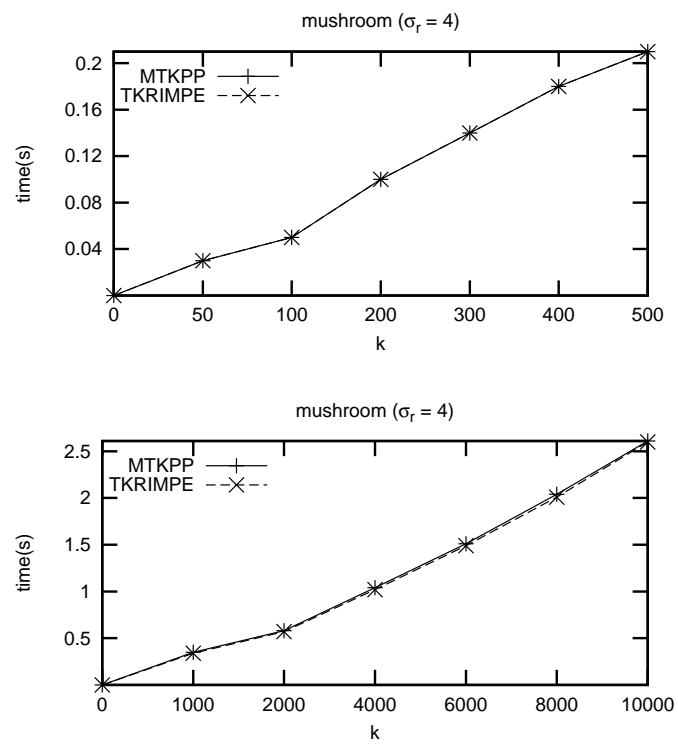 mushroom (σr = 4)
0.2
MTKPP
TKRIMPE
0.16
time(s)
0.12
0.08
0.04
0 50 100 200 300 400 500
k
mushroom (σr = 4)
2.5
MTKPP
TKRIMPE
2
time(s)
1.5
1
0.5
0 1000 2000 4000 6000 8000 10000
k